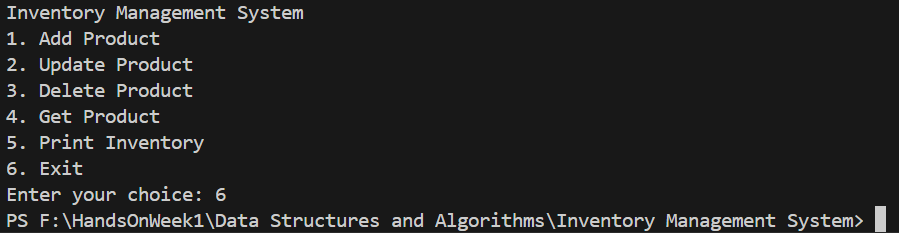 Inventory Management System
1. Add Product
2. Update Product
3. Delete Product
4. Get Product
5. Print Inventory
6. Exit
Enter your choice: 6
PS F:\HandsOnWeek1\Data Structures and Algorithms\Inventory Management System>